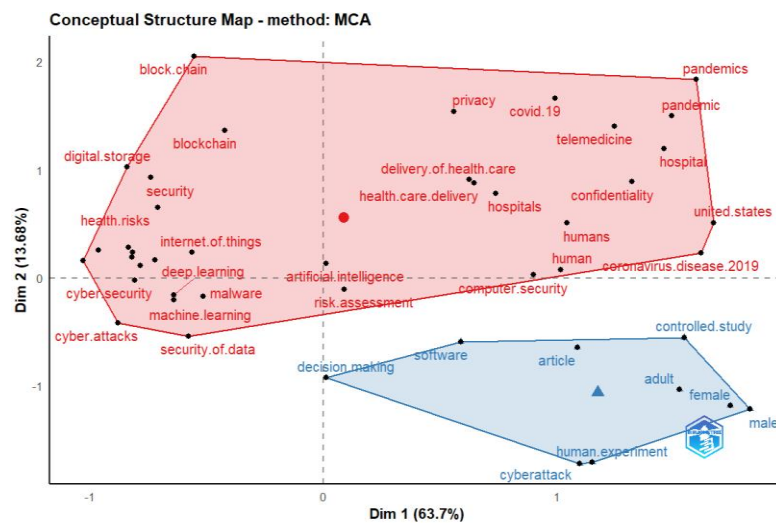 Conceptual Structure Map - method: MCA
block.chain
pandemics
privacy
covid.19
pandemic
telemedicine
blockchain
hospital
digital.storage
delivery.of.health.care
security
health.care.delivery
confidentiality
hospitals
health.risks
united.states
humans
internet.of.things
human
deep.learning
artificial.intelligence
coronavirus.disease.2019
cyber.security
malware
risk.assessment
computer.security
machine.learning
cyber.attacks
security.of.data
controlled.study
decision.making
software
article
adult
female
male
human.experiment
cyberattack
Dim 2 (13.68%)
2
1
0
-1
-1
0
1
Dim 1 (63.7%)